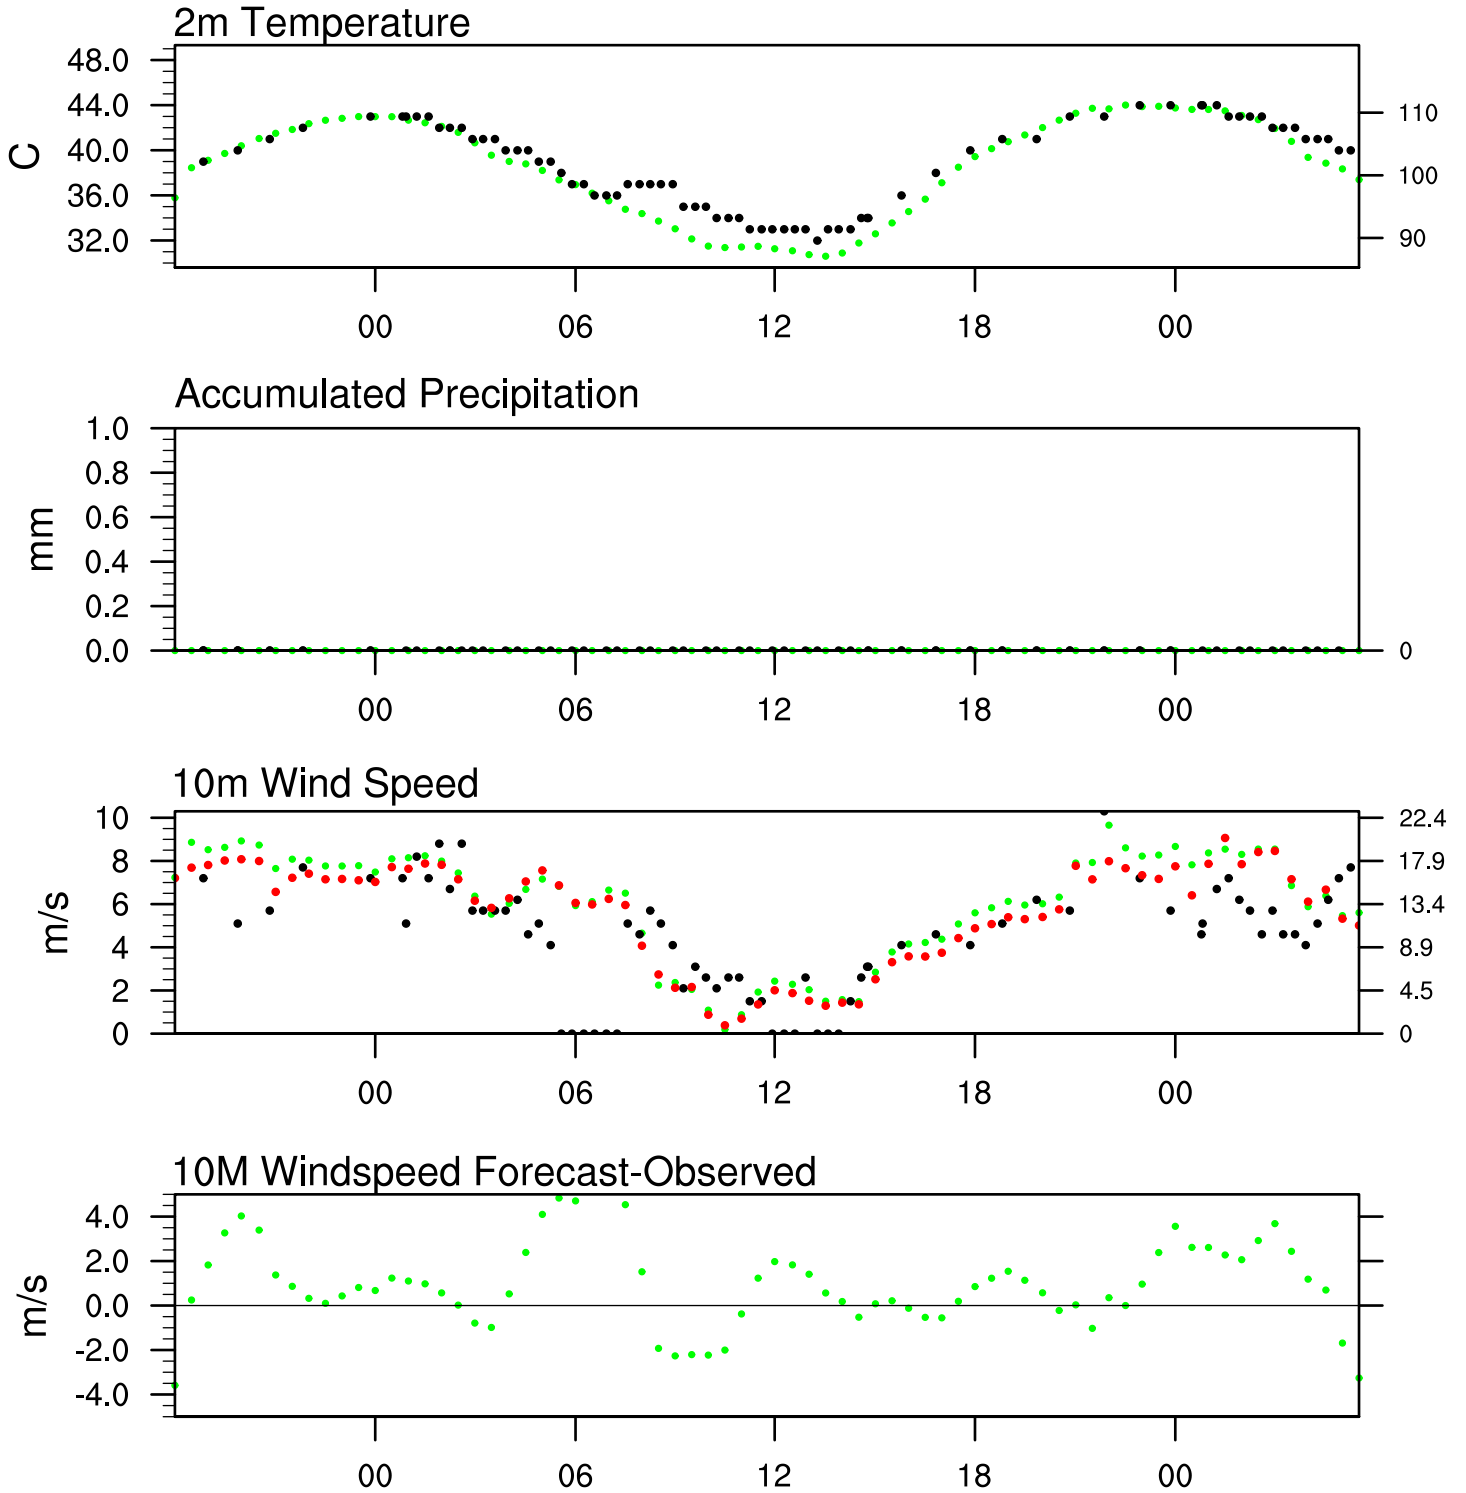 2m Temperature
48.0
44.0 110
40.0
C
36.0 100
32.0 90
00 06 12 18 00
Accumulated Precipitation
1.0
0.8
0.6
mm
0.4
0.2
0.0 0
00 06 12 18 00
10m Wind Speed
10 22.4
8 17.9
6 13.4
m/s
4 8.9
2 4.5
0 0
00 06 12 18 00
10M Windspeed Forecast-Observed
4.0
2.0
0.0
m/s
-2.0
-4.0
00 06 12 18 00